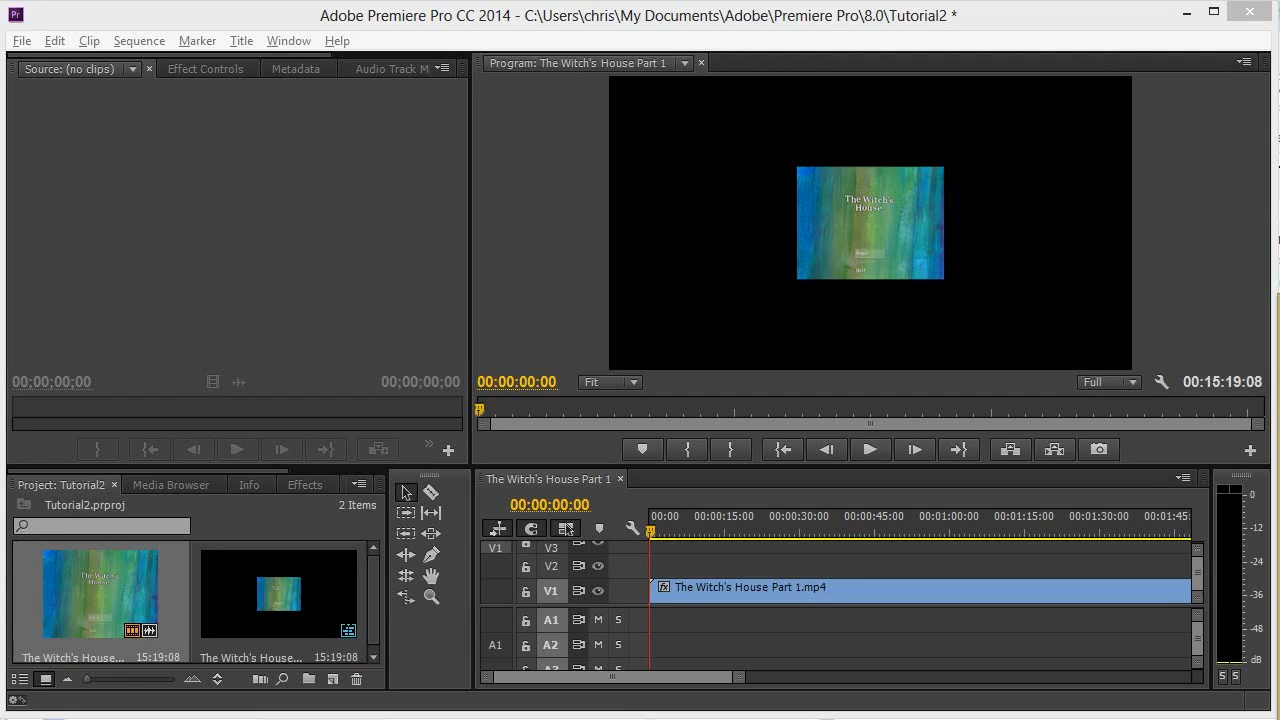 Adobe Premiere Pro CC 2014 - C:\Users\chris\My Documents\Adobe\Premiere Pro\8.0\Tutorial2 *
File Edit Clip Sequence Marker Title Window Help
Source: (no clips) Effect Controls Metadata Audio Track M
Program: The Witch's House Part 1
The Witch's
House
00;00;00;00 00;00;00;00
00:00:00:00 Fit Full 00:15:19:08
Project: Tutorial2 Media Browser Info Effects
Tutorial2.prproj 2 Items
The Witch's House... 15:19:08 The Witch's House... 15:19:08
The Witch's House Part 1
00:00:00:00
00:00 00:00:15:00 00:00:30:00 00:00:45:00 00:01:00:00 00:01:15:00 00:01:30:00 00:01:45:
V1 V3
V2
V1 The Witch's House Part 1.mp4
A1 M S
A1 A2 M S
A3
0
-12
-24
-36
-48
dB
S S